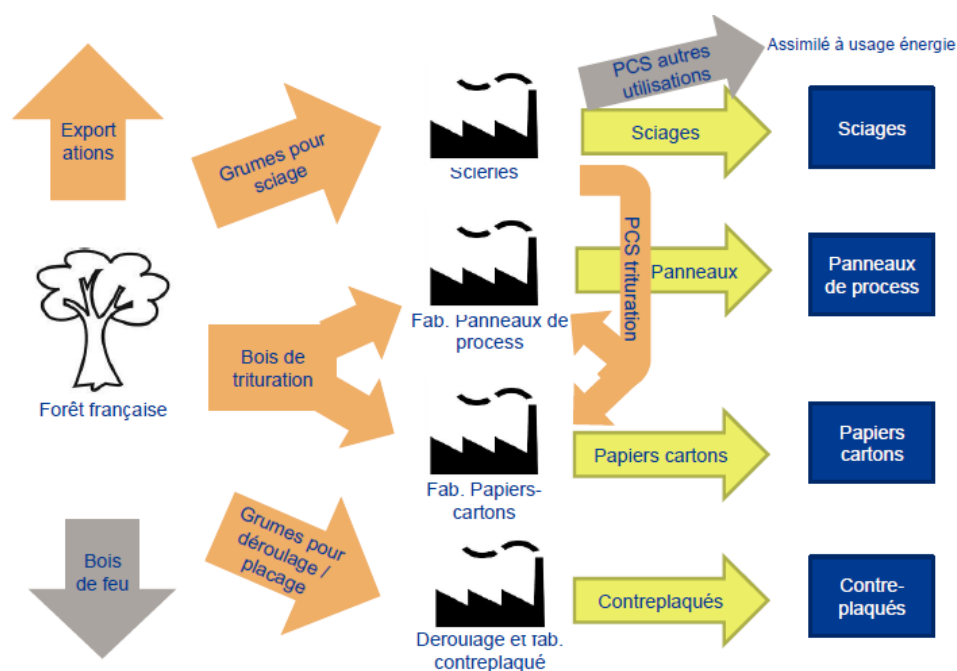 Export
ations
Forêt française
Bois
de feu
Grumes pour
sciage
Bois de
trituration
Grumes pour
déroulage /
placage
Scieries
Fab. Panneaux de
process
Fab. Papiers-
cartons
Déroulage et fab.
contreplaqué
PCS autres
utilisations
Sciages
PCS trituration
Panneaux
Papiers cartons
Contreplaqués
Assimilé à usage énergie
Sciages
Panneaux
de process
Papiers
cartons
Contre-
plaqués